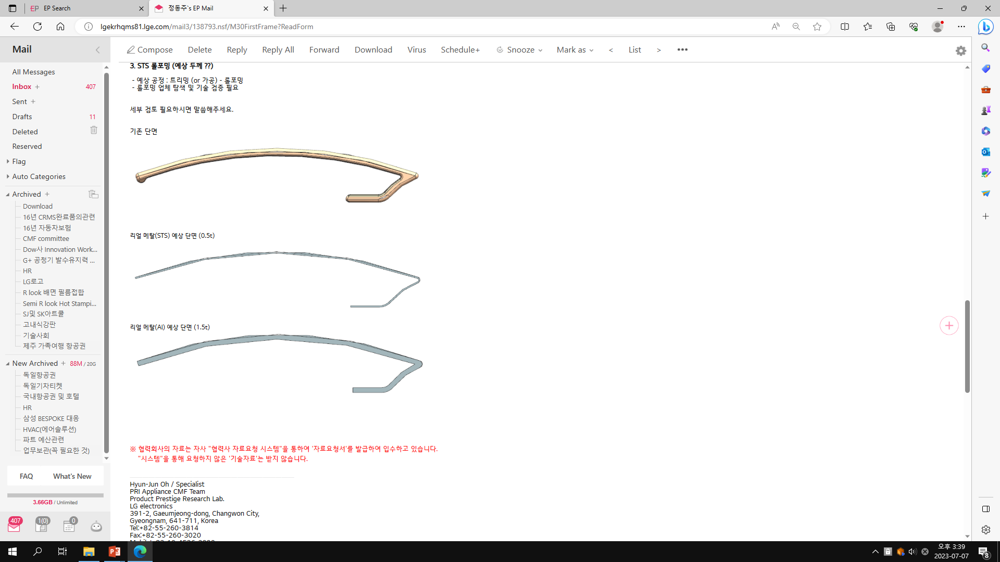 EP Search
정동주`s EP Mail
lgekrhqms81.lge.com/mail3/138793.nsf/M30FirstFrame?ReadForm
Mail
Compose
Delete
Reply
Reply All
Forward
Download
Virus
Schedule+
Snooze
Mark as
<
List
>
All Messages
Inbox + 407
Sent +
Drafts 11
Deleted
Reserved
Flag
Auto Categories
Archived +
Download
16년 CRMS완료품의관련
16년 자동차보험
CMF committee
Dow사 Innovation Work...
G+ 공청기 발수유지력 ...
HR
LG로고
R look 배면 필름접합
Semi R look Hot Stampi...
SJ및 SK아트쿨
고내식강판
기술사회
제주 가족여행 항공권
New Archived + 88M / 20G
독일항공권
독일기차티켓
국내항공권 및 호텔
HR
삼성 BESPOKE 대응
HVAC(에어솔루션)
파트 예산관련
업무보관(꼭 필요한 것)
FAQ
What's New
3.66GB / Unlimited
407
1(0)
0
3. STS 롤포밍 (예상 두께 ??)
- 예상 공정 : 트리밍 (or 가공) - 롤포밍
- 롤포밍 업체 탐색 및 기술 검증 필요
세부 검토 필요하시면 말씀해주세요.
기존 단면
리얼 메탈(STS) 예상 단면 (0.5t)
리얼 메탈(Al) 예상 단면 (1.5t)
※ 협력회사의 자료는 자사 "협력사 자료요청 시스템"을 통하여 '자료요청서'를 발급하여 입수하고 있습니다.
"시스템"을 통해 요청하지 않은 '기술자료'는 받지 않습니다.
Hyun-Jun Oh / Specialist
PRI Appliance CMF Team
Product Prestige Research Lab.
LG electronics
391-2, Gaeumjeong-dong, Changwon City,
Gyeongnam, 641-711, Korea
Tel:+82-55-260-3814
Fax:+82-55-260-3020
오후 3:39
2023-07-07
8